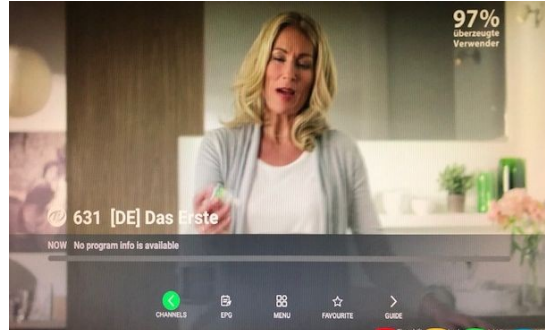 97%
überzeugte
Verwender
631 [DE] Das Erste
NOW No program info is available
CHANNELS
EPG
MENU
FAVOURITE
GUIDE